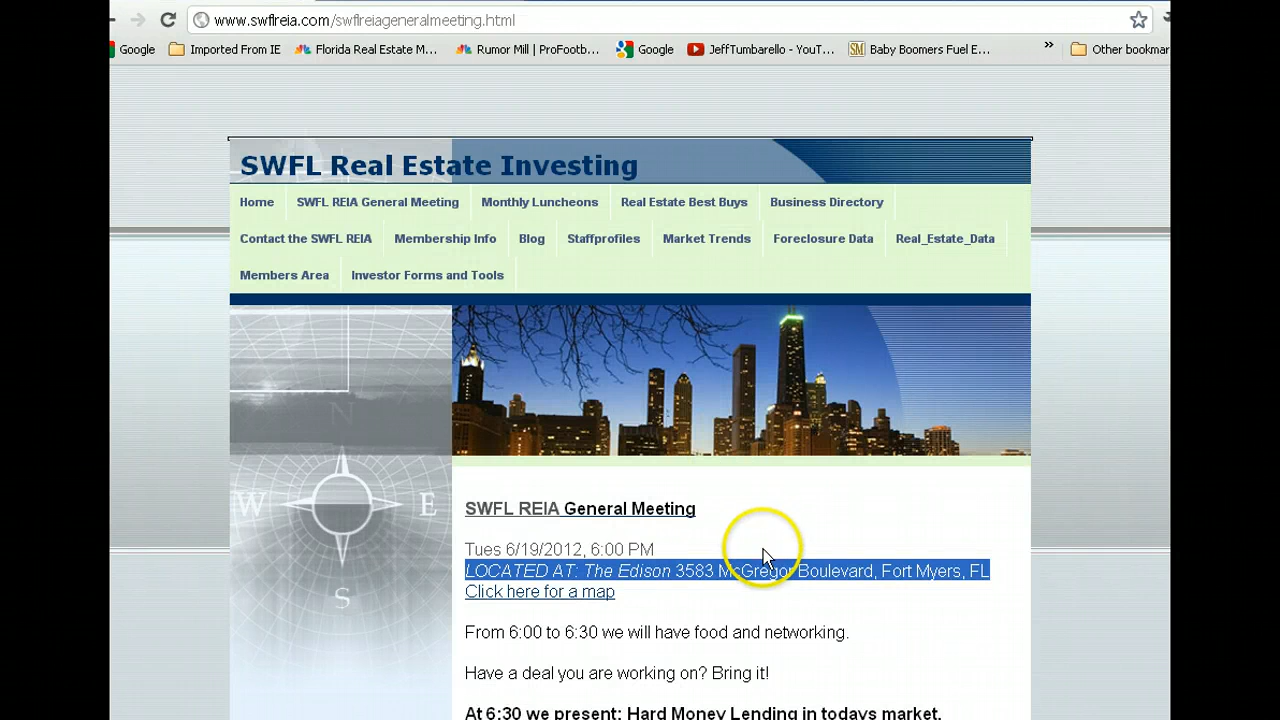 www.swflreia.com/swflreiageneralmeeting.html
Google Imported From IE Florida Real Estate M... Rumor Mill | ProFootb... Google JeffTumbarello - YouT... SM Baby Boomers Fuel E... » Other bookmar
SWFL Real Estate Investing
Home SWFL REIA General Meeting Monthly Luncheons Real Estate Best Buys Business Directory
Contact the SWFL REIA Membership Info Blog Staffprofiles Market Trends Foreclosure Data Real_Estate_Data
Members Area Investor Forms and Tools
N
W E
S
SWFL REIA General Meeting
Tues 6/19/2012, 6:00 PM
LOCATED AT: The Edison 3583 McGregor Boulevard, Fort Myers, FL
Click here for a map
From 6:00 to 6:30 we will have food and networking.
Have a deal you are working on? Bring it!
At 6:30 we present: Hard Money Lending in todays market.